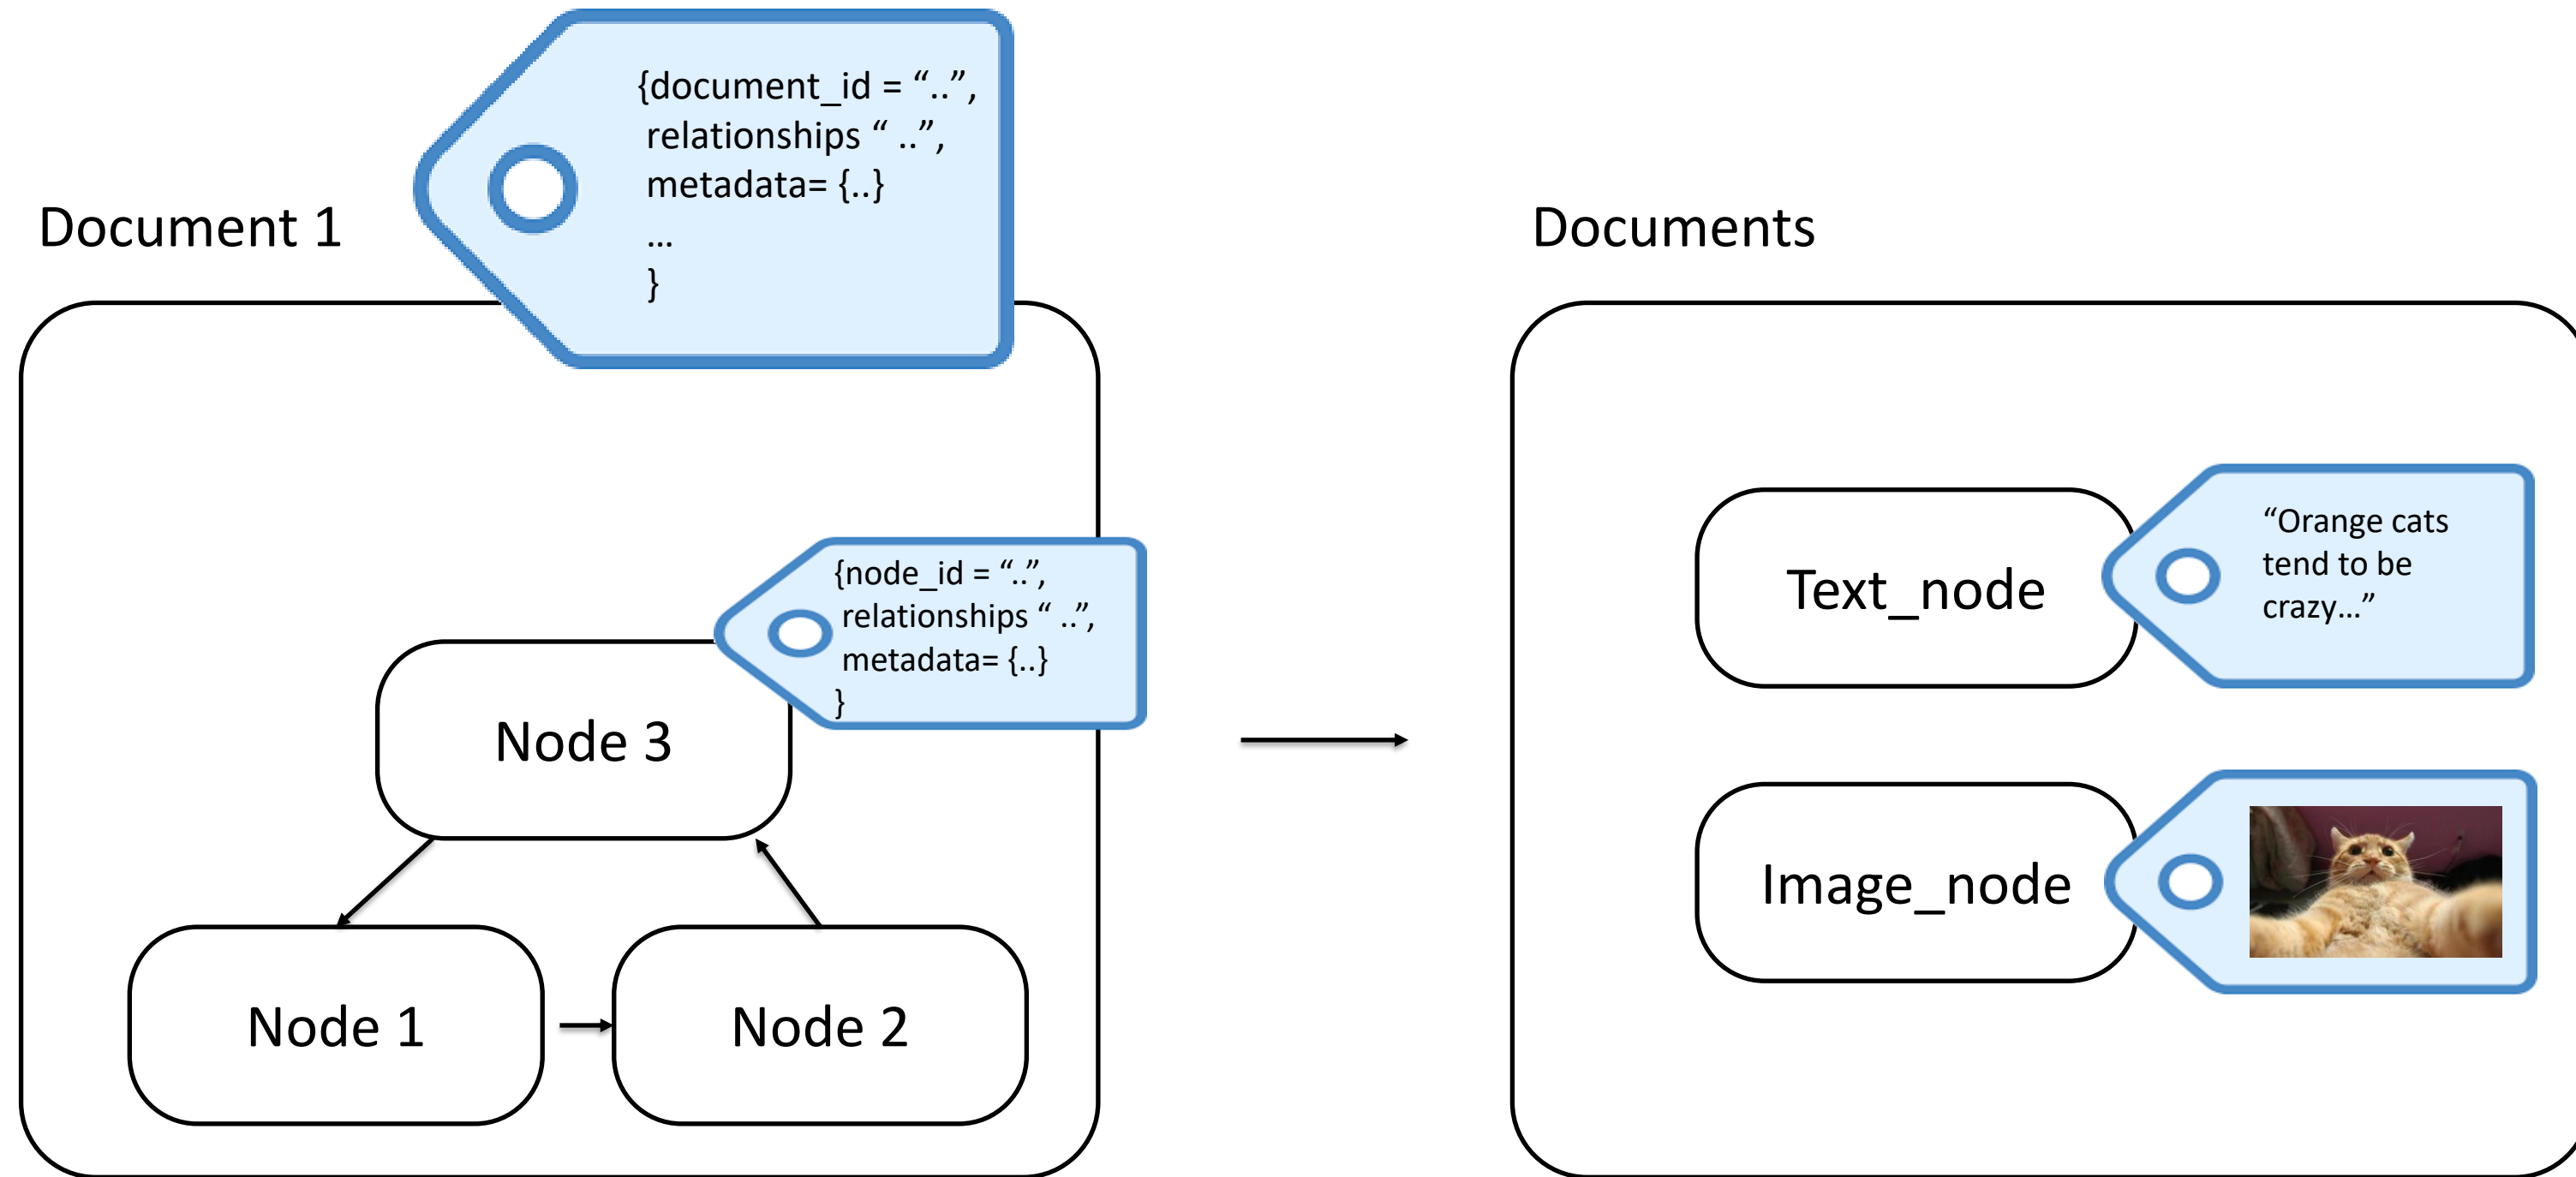 Document 1
{document_id = “..”,
relationships “ ..”,
metadata= {..}
...
}
{node_id = “..”,
relationships “ ..”,
metadata= {..}
}
Node 3
Node 1
Node 2
Documents
Text_node
“Orange cats
tend to be
crazy...”
Image_node